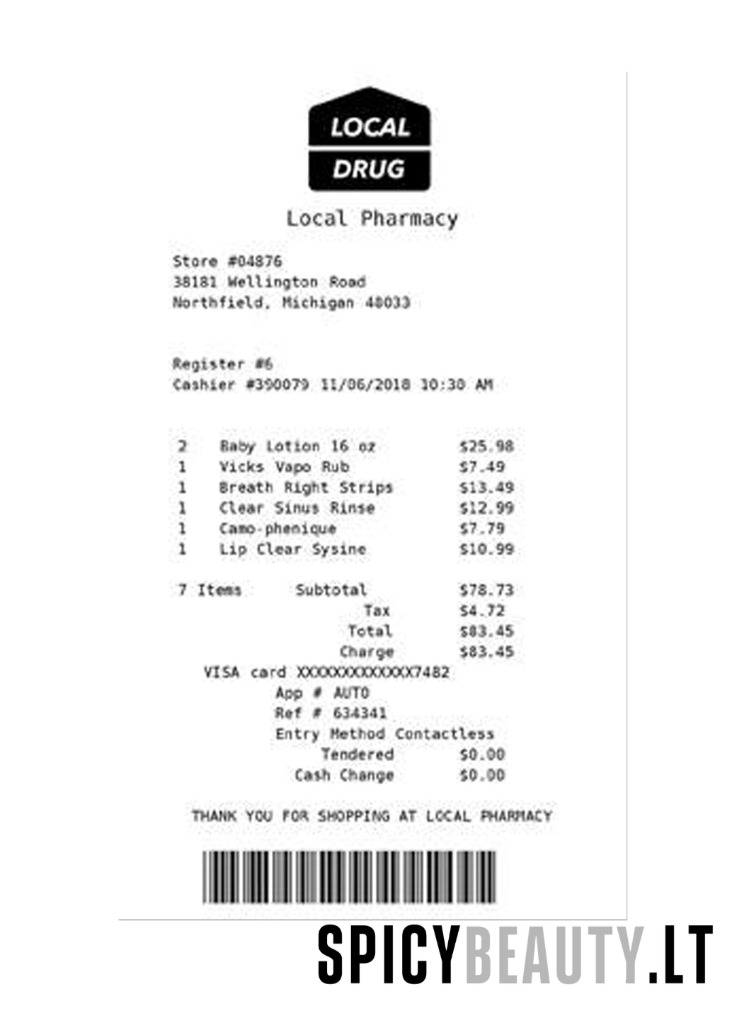 LOCAL
DRUG
Local Pharmacy
Store #04876
38181 Wellington Road
Northfield, Michigan 48033
Register #6
Cashier #390079 11/06/2018 10:30 AM
2 Baby Lotion 16 oz $25.98
1 Vicks Vapo Rub $7.49
1 Breath Right Strips $13.49
1 Clear Sinus Rinse $12.99
1 Camo-phenique $7.79
1 Lip Clear Sysine $10.99
7 Items Subtotal $78.73
Tax $4.72
Total $83.45
Charge $83.45
VISA card XXXXXXXXXXXXX7482
App # AUTO
Ref # 634341
Entry Method Contactless
Tendered $0.00
Cash Change $0.00
THANK YOU FOR SHOPPING AT LOCAL PHARMACY
SPICYBEAUTY.LT